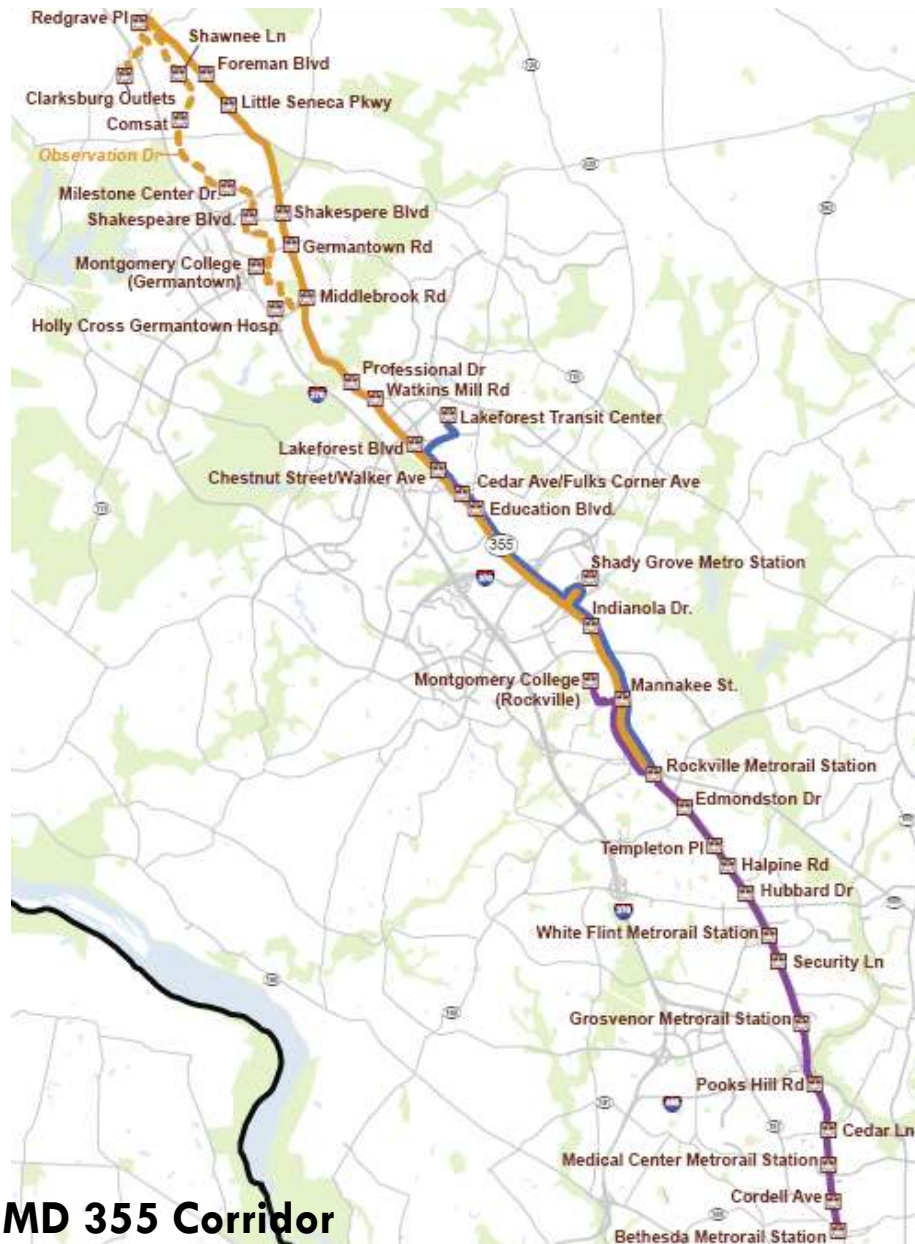 Redgrave Pl
Shawnee Ln
Foreman Blvd
Clarksburg Outlets
Little Seneca Pkwy
Comsat
Observation Dr
Milestone Center Dr.
Shakespeare Blvd.
Shakespere Blvd
Germantown Rd
Montgomery College
(Germantown)
Middlebrook Rd
Holly Cross Germantown Hosp.
Professional Dr
Watkins Mill Rd
270
Lakeforest Transit Center
Lakeforest Blvd
Chestnut Street/Walker Ave
Cedar Ave/Fulks Corner Ave
Education Blvd.
355
Shady Grove Metro Station
Indianola Dr.
Montgomery College
(Rockville)
Mannakee St.
Rockville Metrorail Station
Edmondston Dr
Templeton Pl
Halpine Rd
Hubbard Dr
270
White Flint Metrorail Station
Security Ln
Grosvenor Metrorail Station
Pooks Hill Rd
Cedar Ln
Medical Center Metrorail Station
Cordell Ave
MD 355 Corridor
Bethesda Metrorail Station